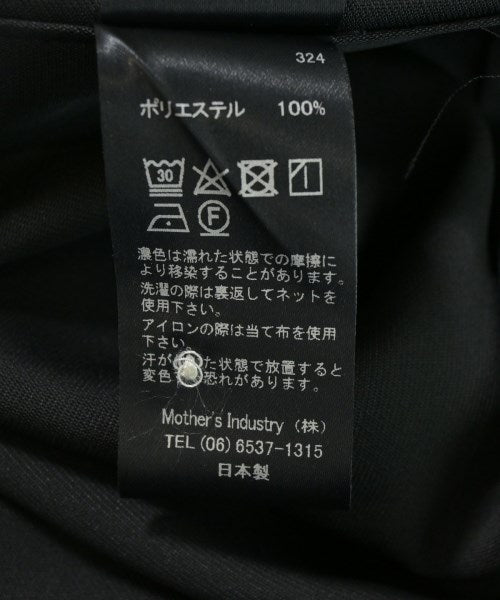 324
ポリエステル 100%
30
F
濃色は濡れた状態での摩擦に
より移染することがあります。
洗濯の際は裏返してネットを
使用下さい。
アイロンの際は当て布を使用
下さい。
汗が た状態で放置すると
変色 恐れがあります。
Mother's Industry (株)
TEL (06) 6537-1315
日本製